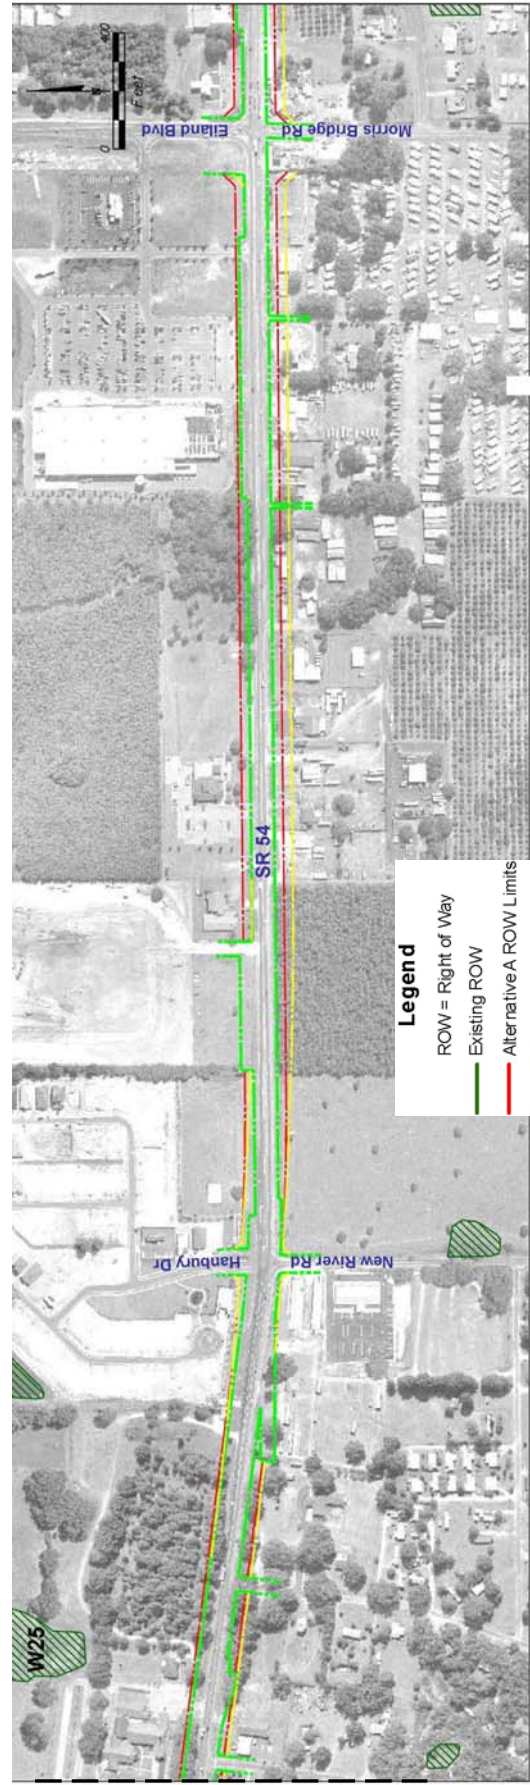 W25
Hanbury Dr
New River Rd
SR 54
Eiland Blvd
Morris Bridge Rd
0 400
Feet
N
Legend
ROW = Right of Way
Existing ROW
Alternative A ROW Limits